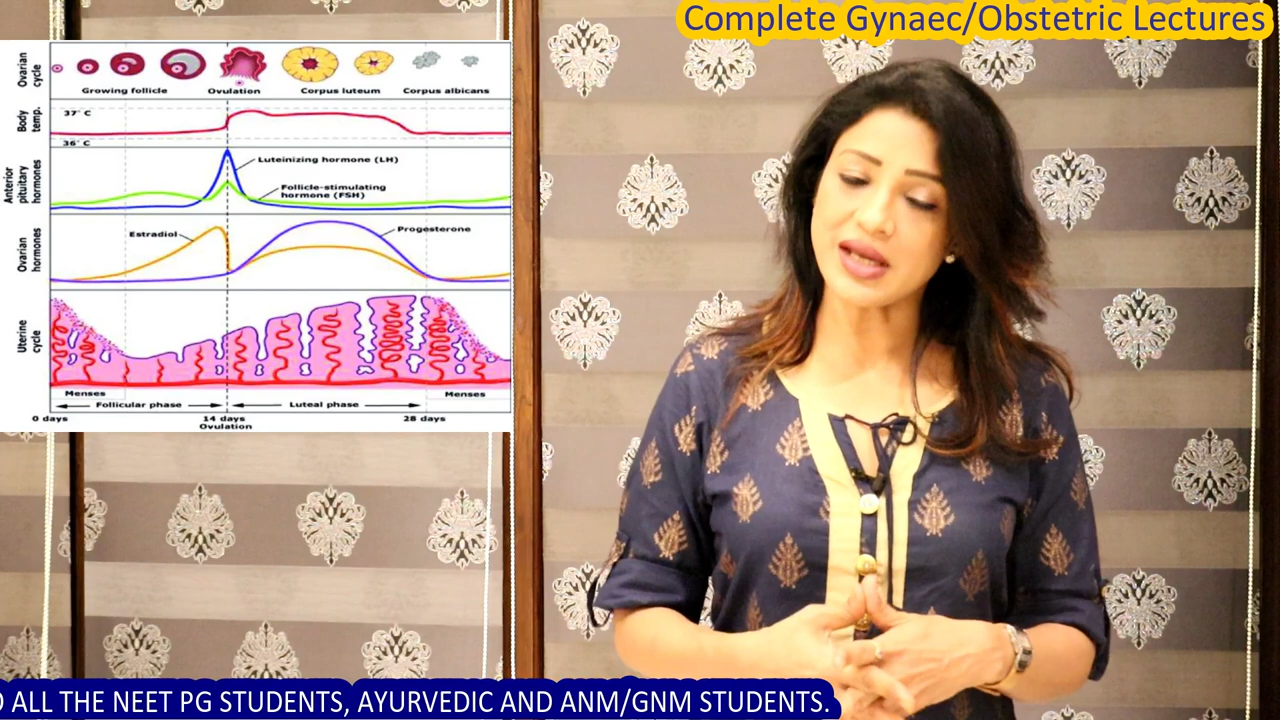 Complete Gynaec/Obstetric Lectures
Ovarian
cycle
Growing follicle
Ovulation
Corpus luteum
Corpus albicans
Body
temp.
37° C
36° C
Anterior
pituitary
hormones
Luteinizing hormone (LH)
Follicle-stimulating
hormone (FSH)
Ovarian
hormones
Estradiol
Progesterone
Uterine
cycle
Menses
Menses
Follicular phase
Luteal phase
0 days
14 days
28 days
Ovulation
ALL THE NEET PG STUDENTS, AYURVEDIC AND ANM/GNM STUDENTS.